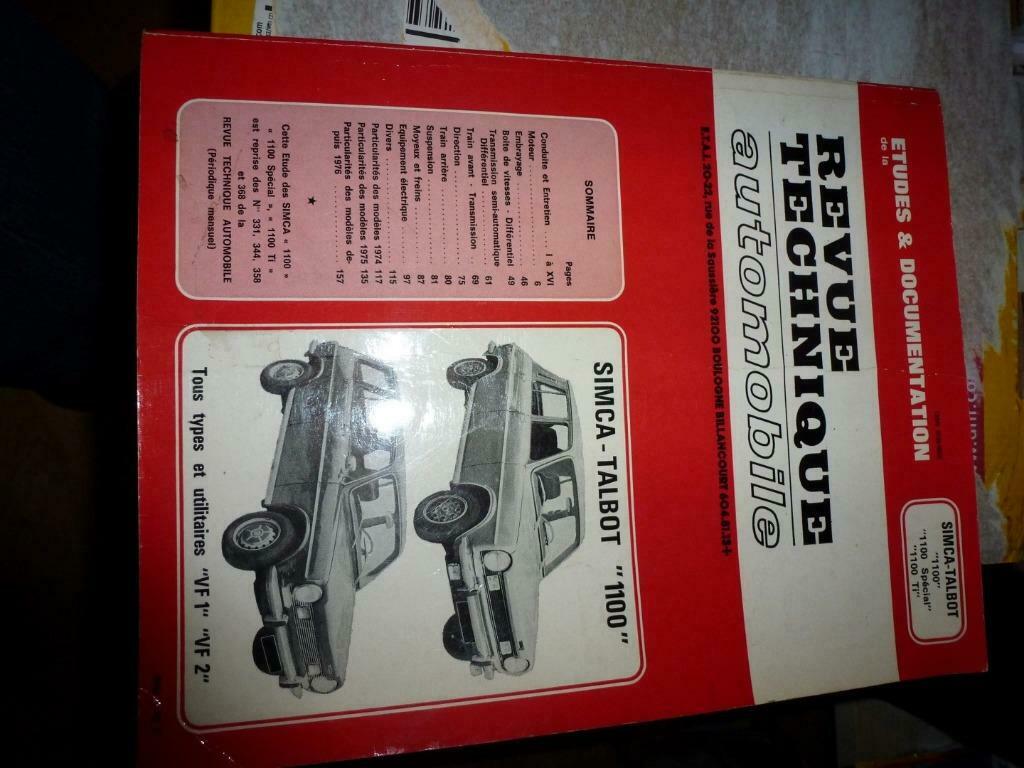 ETUDES & DOCUMENTATION
de la
SIMCA-TALBOT
"1100"
"1100 Spécial"
"1100 Ti"
REVUE
TECHNIQUE
automobile
E.T.A.I. 20-22, rue de la Saussière 92100 BOULOGNE BILLANCOURT 604.81.13+
SOMMAIRE
Pages
Conduite et Entretien .... I à XVI
Moteur .................... 6
Embrayage ................ 46
Boîte de vitesses - Différentiel 49
Transmission semi-automatique
Différentiel ............ 61
Train avant - Transmission .. 69
Direction ................ 75
Train arrière ............ 80
Suspension ............... 81
Moyeux et freins ......... 87
Equipement électrique .... 97
Divers ................... 115
Particularités des modèles 1974 117
Particularités des modèles 1975 135
Particularités des modèles de-
puis 1976 ................ 157
Cette Etude des SIMCA « 1100 »
« 1100 Spécial », « 1100 Ti »
est reprise des N° 331, 344, 358
et 368 de la
REVUE TECHNIQUE AUTOMOBILE
(Périodique mensuel)
SIMCA-TALBOT "1100"
Tous types et utilitaires "VF 1" "VF 2"